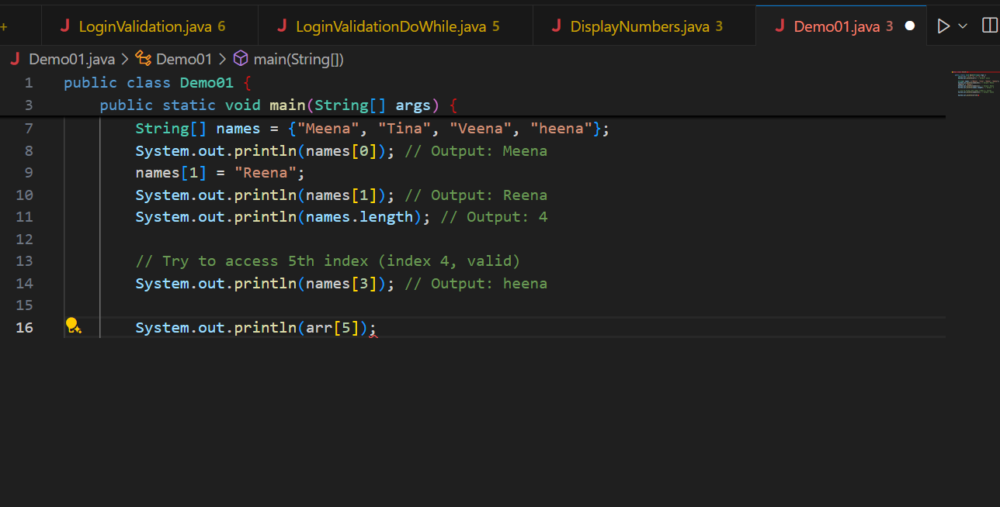 LoginValidation.java 6 LoginValidationDoWhile.java 5 DisplayNumbers.java 3 Demo01.java 3
Demo01.java > Demo01 > main(String[])
1 public class Demo01 {
3 public static void main(String[] args) {
7 String[] names = {"Meena", "Tina", "Veena", "heena"};
8 System.out.println(names[0]); // Output: Meena
9 names[1] = "Reena";
10 System.out.println(names[1]); // Output: Reena
11 System.out.println(names.length); // Output: 4
12
13 // Try to access 5th index (index 4, valid)
14 System.out.println(names[3]); // Output: heena
15
16 System.out.println(arr[5]);